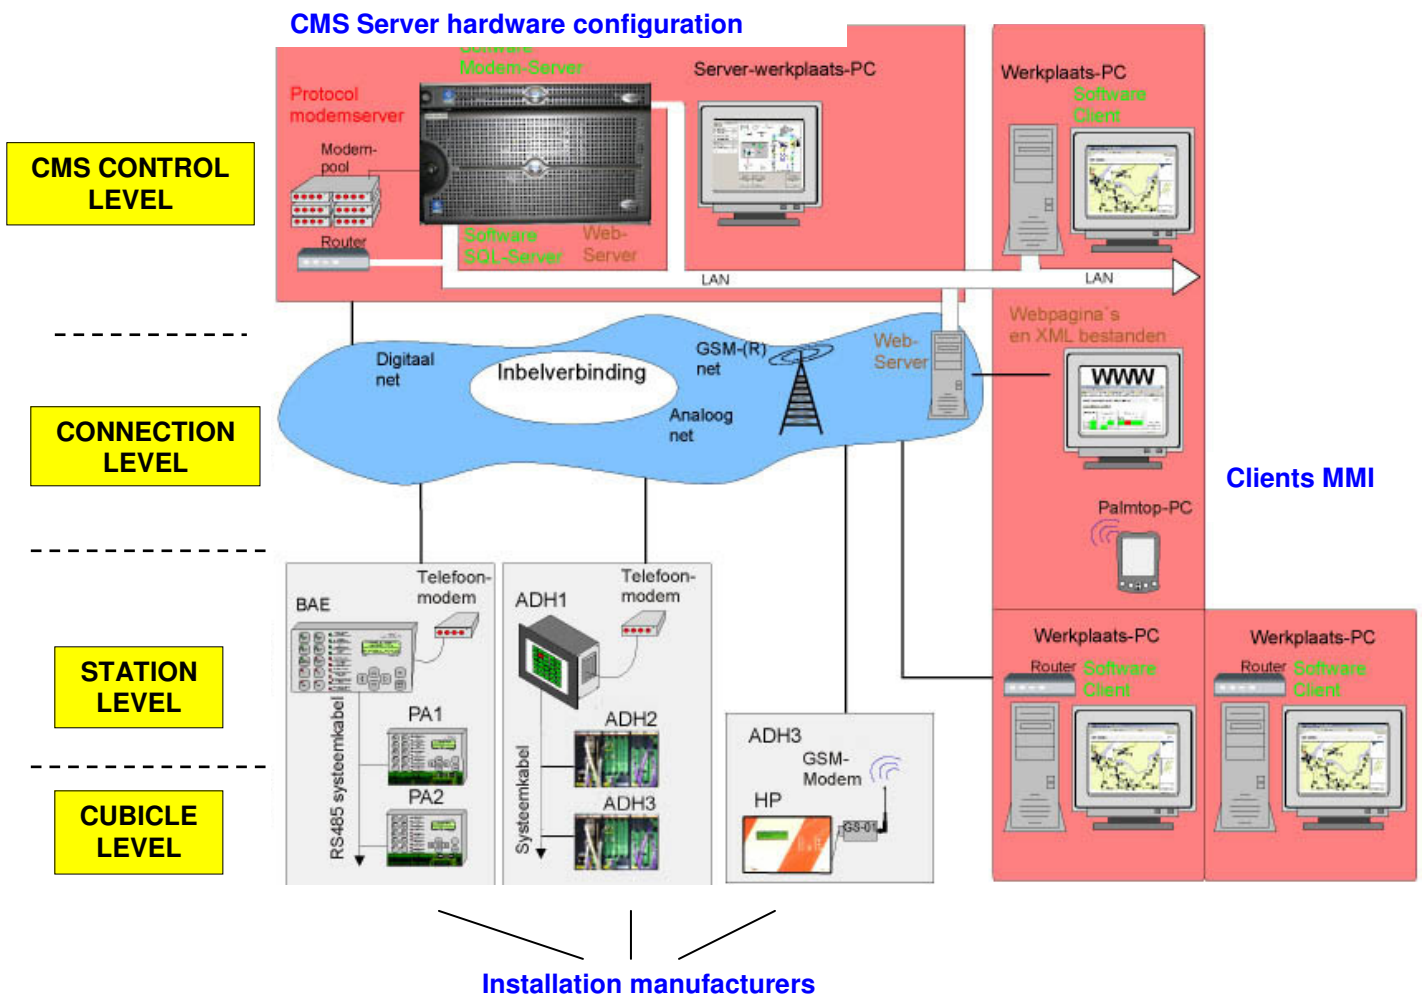 CMS Server hardware configuration
Software
Modem-Server
Server-werkplaats-PC
Werkplaats-PC
Software
Client
Protocol
modemserver
Modem-
pool
Router
Software
SQL-Server
Web-
Server
LAN
LAN
CMS CONTROL
LEVEL
Digitaal
net
Inbelverbinding
GSM-(R)
net
Analoog
net
Web-
Server
Webpagina's
en XML bestanden
WWW
CONNECTION
LEVEL
Clients MMI
Palmtop-PC
BAE
Telefoon-
modem
ADH1
Telefoon-
modem
STATION
LEVEL
RS485 systeemkabel
PA1
PA2
Systeemkabel
ADH2
ADH3
ADH3
GSM-
Modem
HP
GS-01
Werkplaats-PC
Router
Software
Client
Werkplaats-PC
Router
Software
Client
CUBICLE
LEVEL
Installation manufacturers